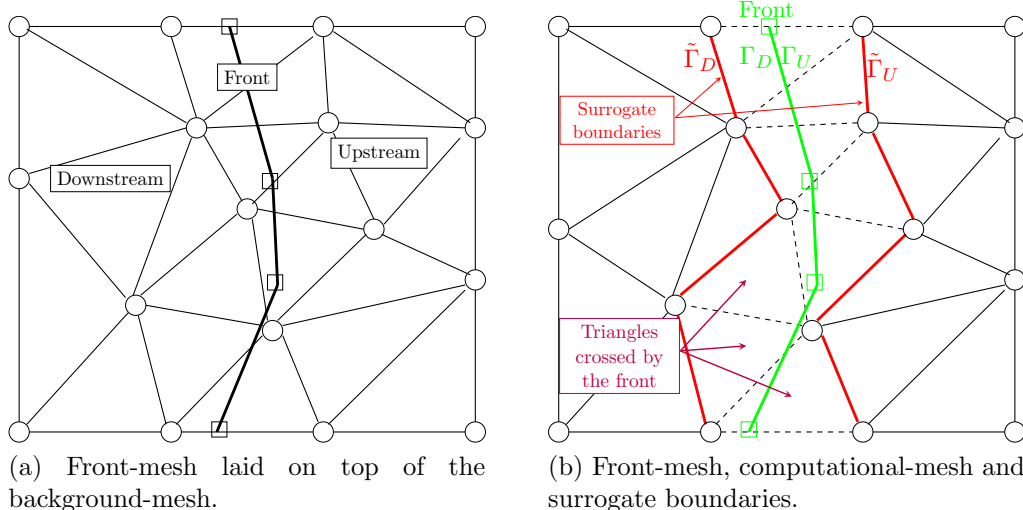 Front
Downstream
Upstream
(a) Front-mesh laid on top of the
background-mesh.
Front
Γ̃_D
Γ_D Γ_U
Γ̃_U
Surrogate
boundaries
Triangles
crossed by
the front
(b) Front-mesh, computational-mesh and
surrogate boundaries.